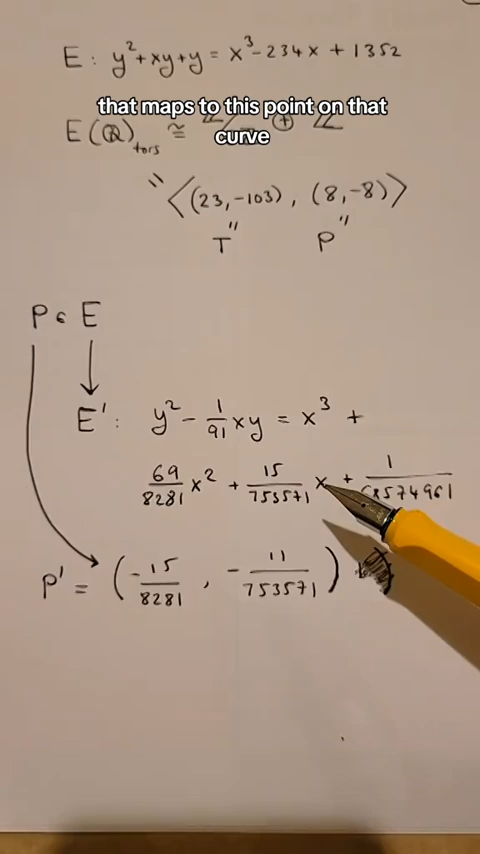 E : y²+xy+y = x³-234x + 1352
that maps to this point on that
curve
E(Q)tors ≅ ⊕
" ⟨(23,-103), (8,-8)⟩
" "
T P
P ∈ E
E' : y² - 1/91 xy = x³ +
69/8281 x² + 15/753571 x +
P' = (-15/8281, -11/753571)